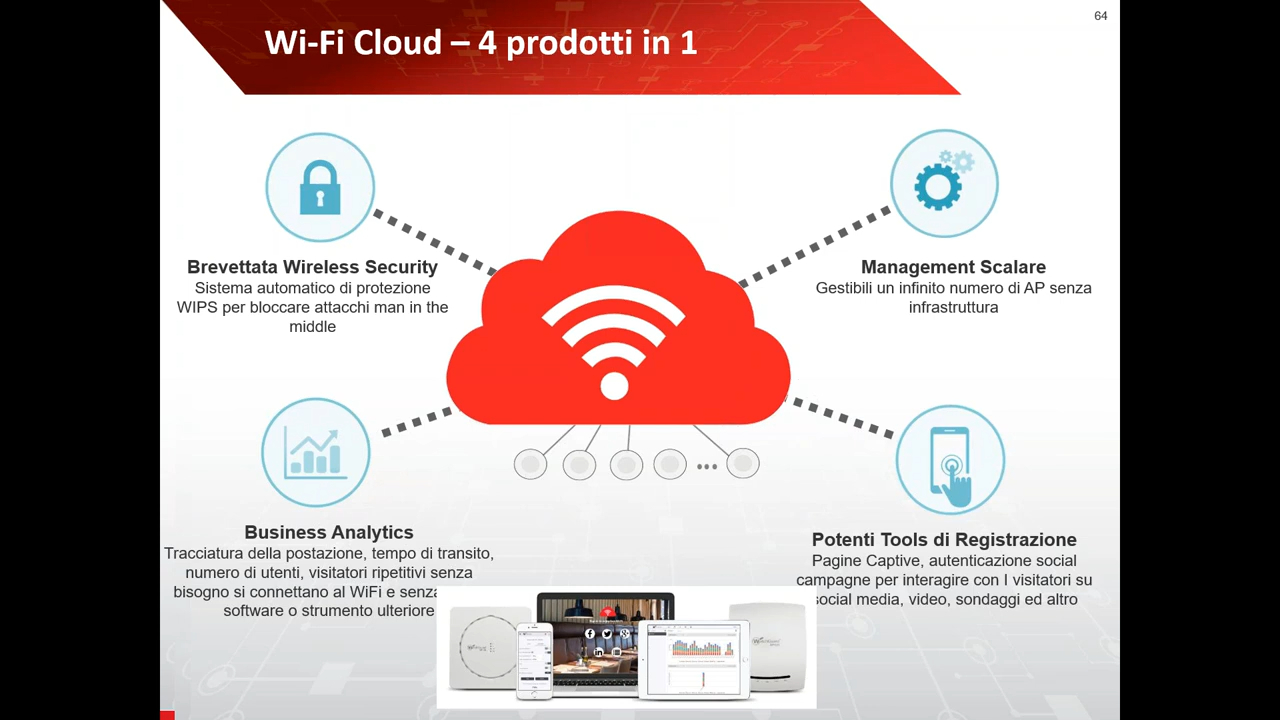 64
Wi-Fi Cloud – 4 prodotti in 1
Brevettata Wireless Security
Sistema automatico di protezione
WIPS per bloccare attacchi man in the
middle
Management Scalare
Gestibili un infinito numero di AP senza
infrastruttura
Business Analytics
Tracciatura della postazione, tempo di transito,
numero di utenti, visitatori ripetitivi senza
bisogno si connettano al WiFi e senza
software o strumento ulteriore
Potenti Tools di Registrazione
Pagine Captive, autenticazione social
campagne per interagire con I visitatori su
social media, video, sondaggi ed altro